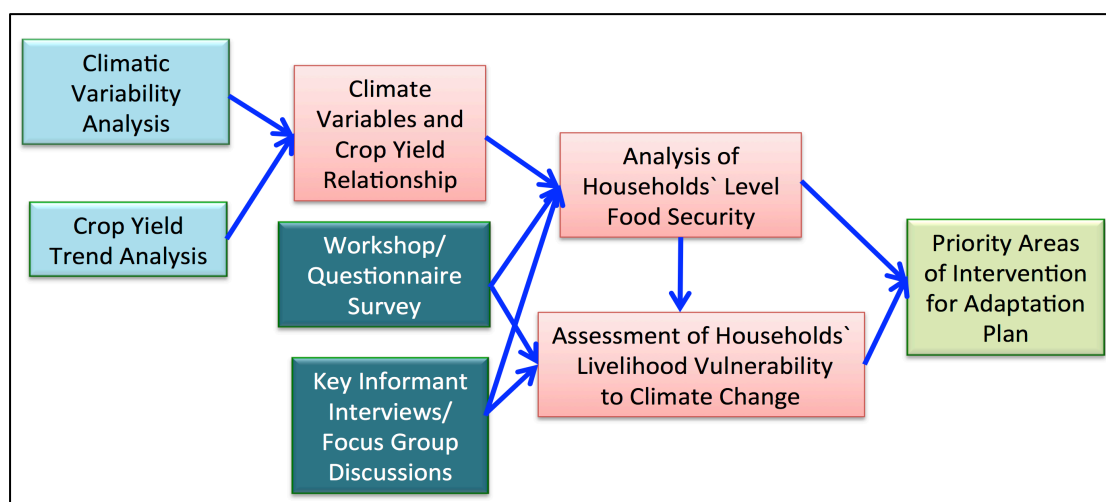 Climatic
Variability
Analysis
Crop Yield
Trend Analysis
Climate
Variables and
Crop Yield
Relationship
Workshop/
Questionnaire
Survey
Key Informant
Interviews/
Focus Group
Discussions
Analysis of
Households` Level
Food Security
Assessment of Households`
Livelihood Vulnerability
to Climate Change
Priority Areas
of Intervention
for Adaptation
Plan